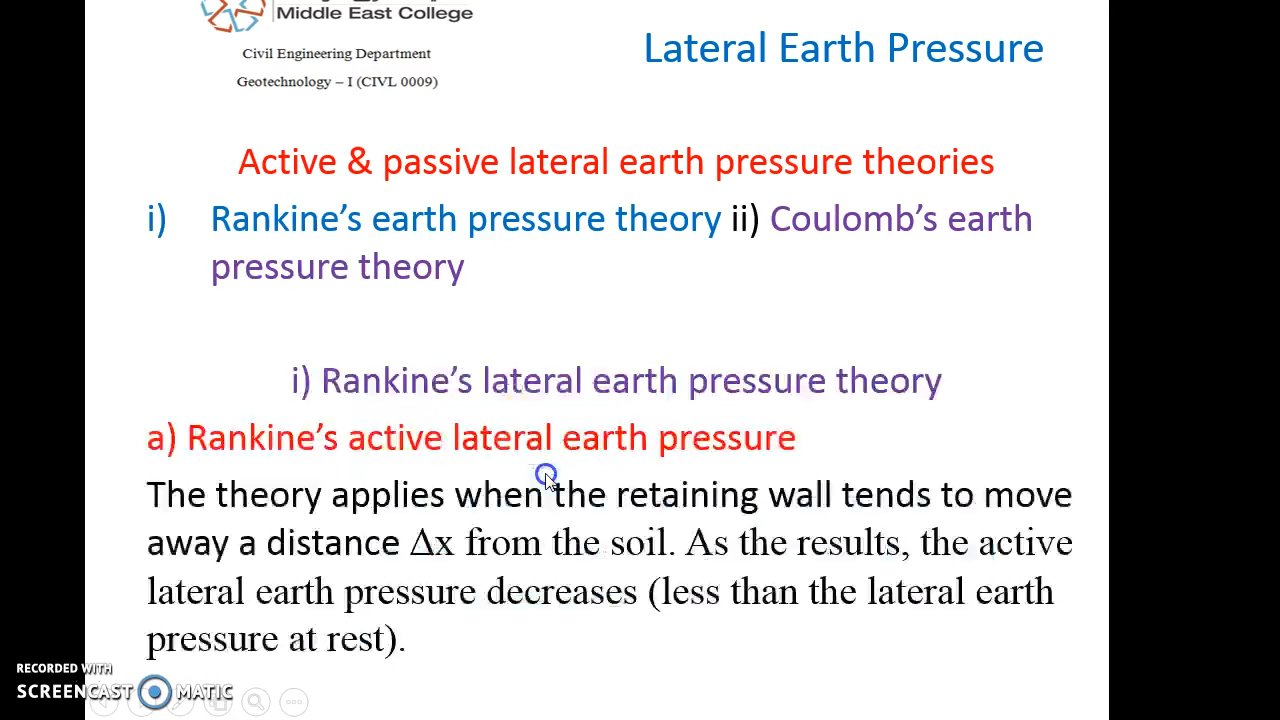 Middle East College
Civil Engineering Department
Geotechnology – I (CIVL 0009)
Lateral Earth Pressure
Active & passive lateral earth pressure theories
i) Rankine’s earth pressure theory ii) Coulomb’s earth
pressure theory
i) Rankine’s lateral earth pressure theory
a) Rankine’s active lateral earth pressure
The theory applies when the retaining wall tends to move
away a distance Δx from the soil. As the results, the active
lateral earth pressure decreases (less than the lateral earth
pressure at rest).
RECORDED WITH
SCREENCAST MATIC